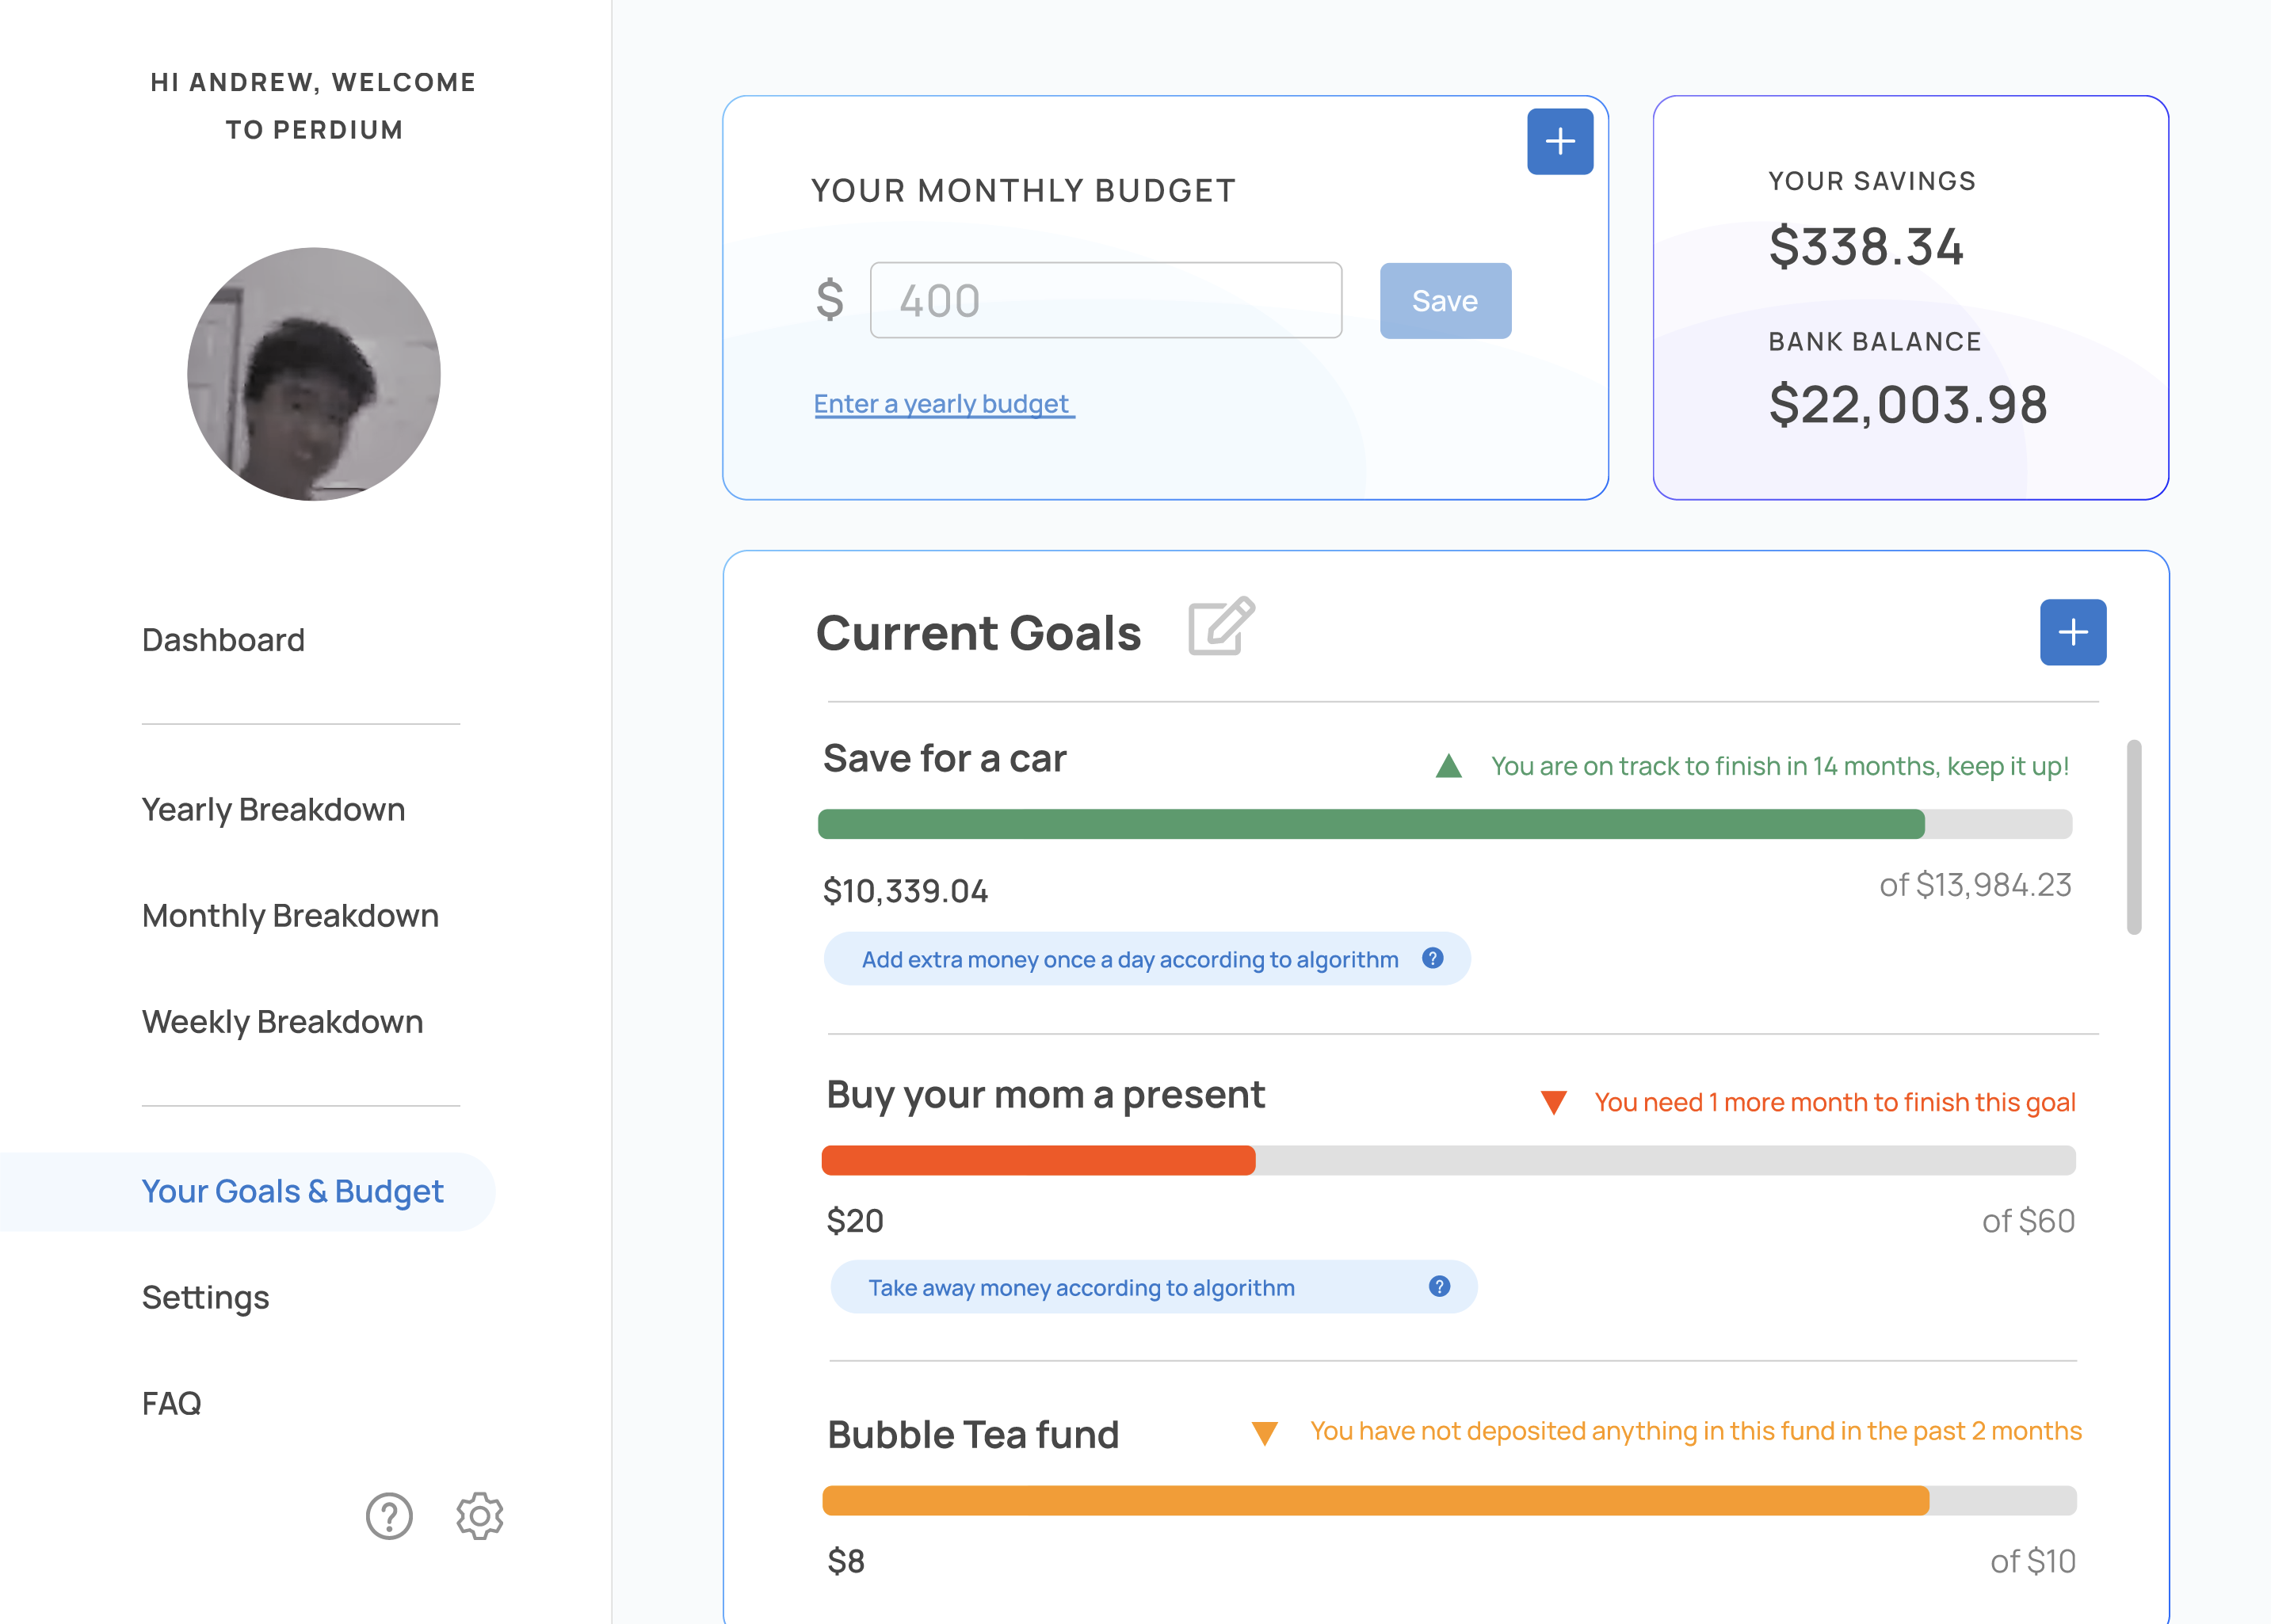 HI ANDREW, WELCOME
TO PERDIUM
Dashboard
Yearly Breakdown
Monthly Breakdown
Weekly Breakdown
Your Goals & Budget
Settings
FAQ
?
YOUR MONTHLY BUDGET
$ 400 Save
Enter a yearly budget
YOUR SAVINGS
$338.34
BANK BALANCE
$22,003.98
Current Goals
Save for a car You are on track to finish in 14 months, keep it up!
$10,339.04 of $13,984.23
Add extra money once a day according to algorithm ?
Buy your mom a present You need 1 more month to finish this goal
$20 of $60
Take away money according to algorithm ?
Bubble Tea fund You have not deposited anything in this fund in the past 2 months
$8 of $10